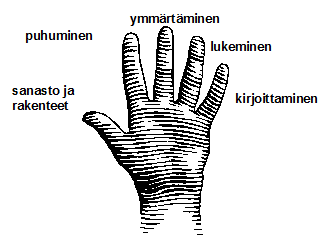 ymmärtäminen
puhuminen
lukeminen
sanasto ja
rakenteet
kirjoittaminen